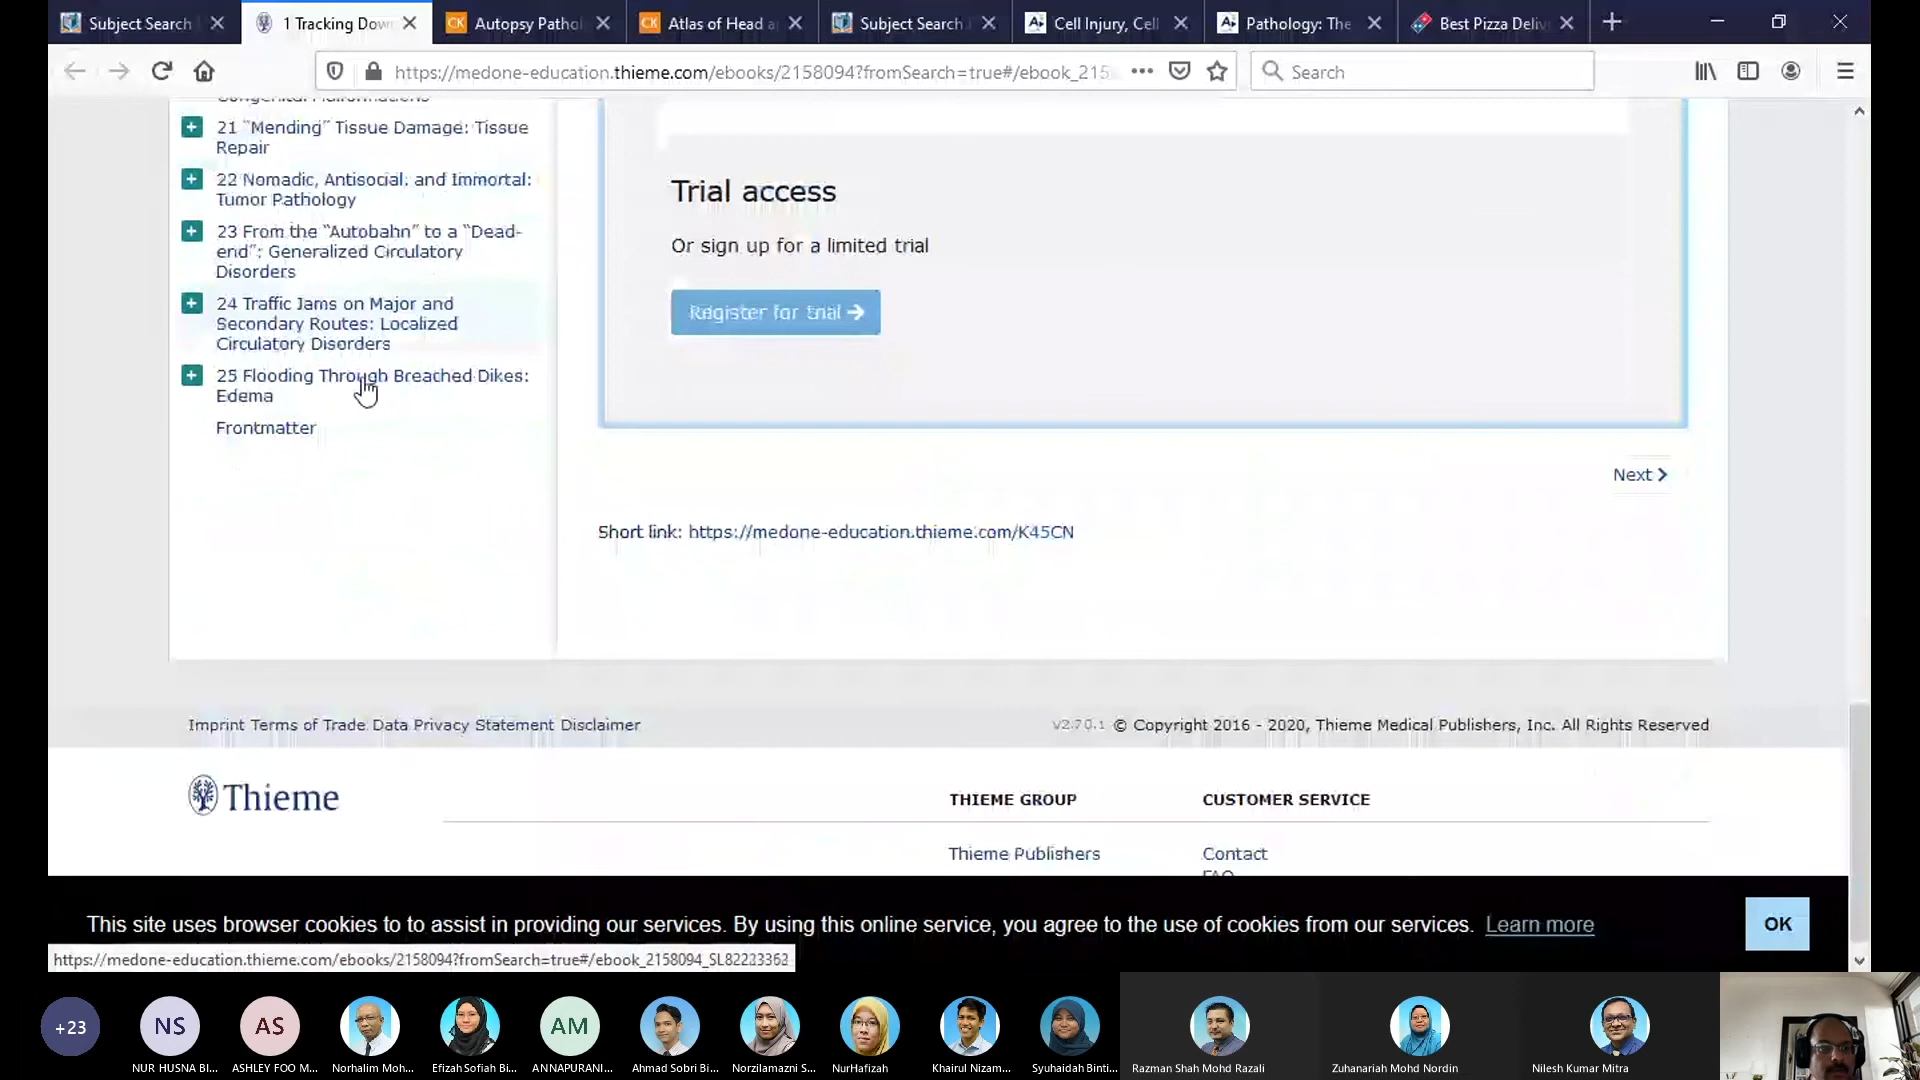 Subject Search
1 Tracking Dow
Autopsy Patho
Atlas of Head a
Subject Search
Cell Injury, Cell
Pathology: The
Best Pizza Deliv
https://medone-education.thieme.com/ebooks/2158094?fromSearch=true#/ebook_215
Search
21 “Mending” Tissue Damage: Tissue
Repair
22 Nomadic, Antisocial, and Immortal:
Tumor Pathology
23 From the “Autobahn” to a “Dead-
end”: Generalized Circulatory
Disorders
24 Traffic Jams on Major and
Secondary Routes: Localized
Circulatory Disorders
25 Flooding Through Breathed Dikes:
Edema
Frontmatter
Trial access
Or sign up for a limited trial
Register for trial
Next
Short link: https://medone-education.thieme.com/K45CN
Imprint Terms of Trade Data Privacy Statement Disclaimer
v2.70.1 © Copyright 2016 - 2020, Thieme Medical Publishers, Inc. All Rights Reserved
Thieme
THIEME GROUP
CUSTOMER SERVICE
Thieme Publishers
Contact
FAQ
This site uses browser cookies to to assist in providing our services. By using this online service, you agree to the use of cookies from our services. Learn more
OK
https://medone-education.thieme.com/ebooks/2158094?fromSearch=true#/ebook_2158094_SL82223362
+23
NS
AS
AM
NUR HUSNA BI...
ASHLEY FOO M...
Norhalim Moh...
Efizah Sofiah Bi...
ANNAPURANI...
Ahmad Sobri Bi...
Norzilamazni S...
NurHafizah
Khairul Nizam...
Syuhaidah Binti...
Razman Shah Mohd Razali
Zuhanariah Mohd Nordin
Nilesh Kumar Mitra